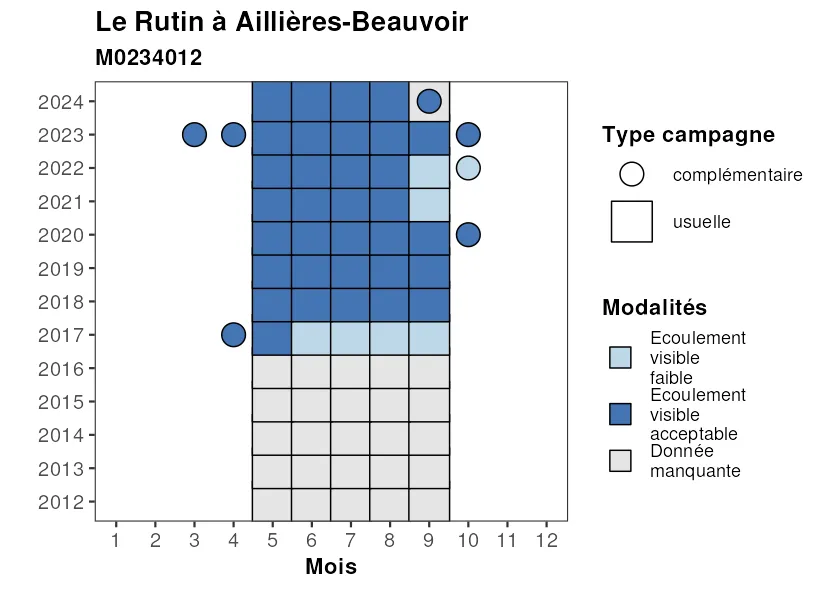 Le Rutin à Aillières-Beauvoir
M0234012
2024
2023
2022
2021
2020
2019
2018
2017
2016
2015
2014
2013
2012
1 2 3 4 5 6 7 8 9 10 11 12
Mois
Type campagne
complémentaire
usuelle
Modalités
Ecoulement
visible
faible
Ecoulement
visible
acceptable
Donnée
manquante